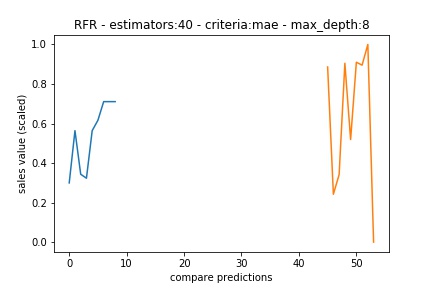 RFR - estimators:40 - criteria:mae - max_depth:8
1.0
0.8
0.6
0.4
0.2
0.0
sales value (scaled)
0 10 20 30 40 50
compare predictions